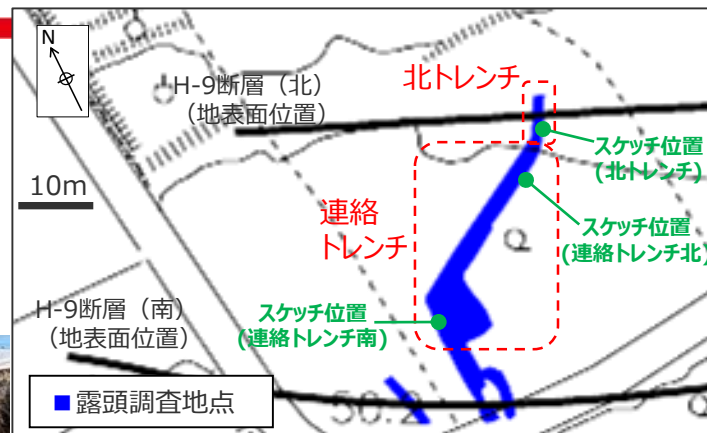 N
H-9断層（北）
（地表面位置）
北トレンチ
スケッチ位置
(北トレンチ)
10m
連絡
トレンチ
スケッチ位置
(連絡トレンチ北)
H-9断層（南）
（地表面位置）
スケッチ位置
(連絡トレンチ南)
■露頭調査地点
50.2